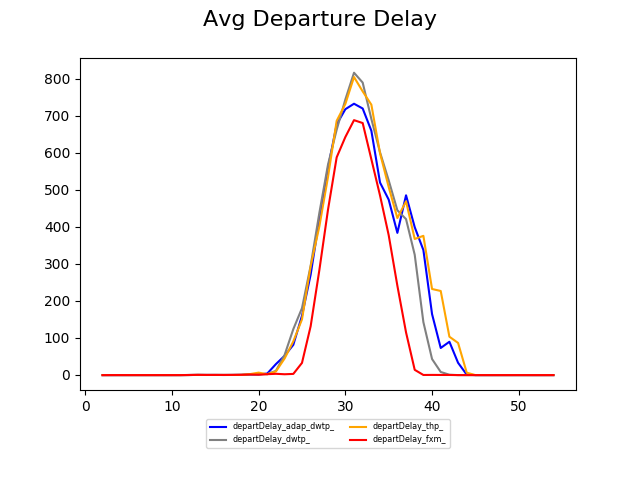 Avg Departure Delay
800
700
600
500
400
300
200
100
0
0 10 20 30 40 50
departDelay_adap_dwtp_ departDelay_thp_
departDelay_dwtp_ departDelay_fxm_